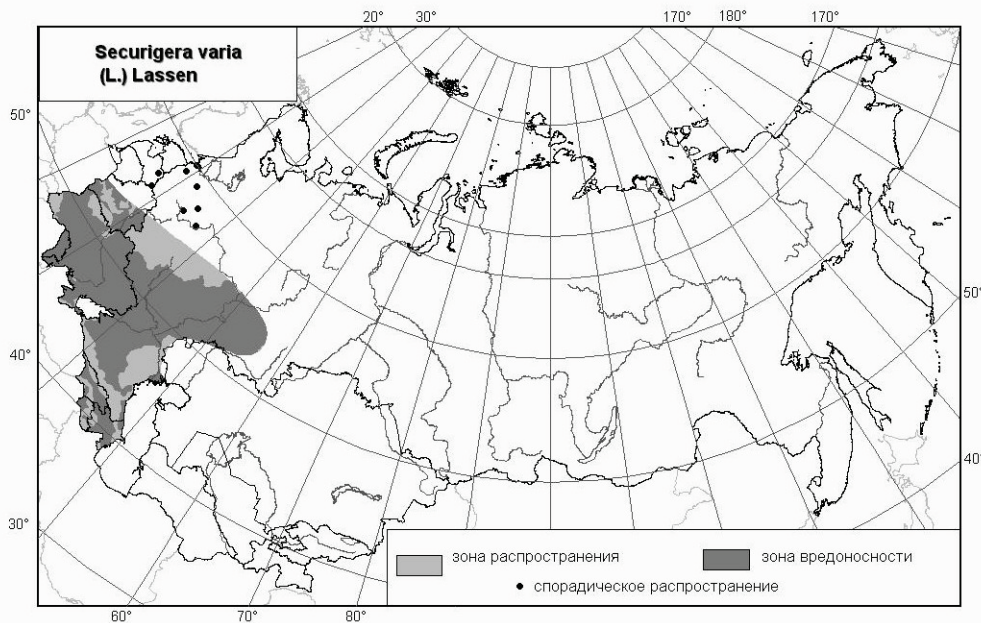 20° 30° 170° 180° 170°
Securigera varia
(L.) Lassen
50°
40°
30°
50°
40°
60° 70° 80°
зона распространения
зона вредоносности
спорадическое распространение